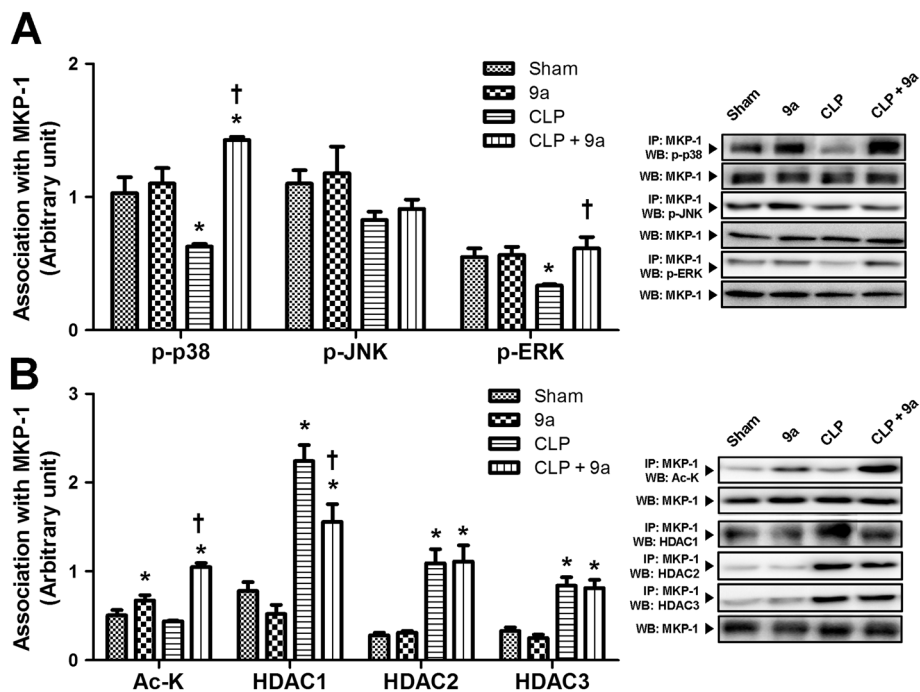 A
Association with MKP-1
(Arbitrary unit)
2
1
0
†
*
*
*
†
Sham
9a
CLP
CLP + 9a
p-p38
p-JNK
p-ERK
Sham
9a
CLP
CLP + 9a
IP: MKP-1
WB: p-p38
WB: MKP-1
IP: MKP-1
WB: p-JNK
WB: MKP-1
IP: MKP-1
WB: p-ERK
WB: MKP-1
B
Association with MKP-1
(Arbitrary unit)
3
2
1
0
*
†
*
*
†
*
*
*
*
*
Sham
9a
CLP
CLP + 9a
Ac-K
HDAC1
HDAC2
HDAC3
Sham
9a
CLP
CLP + 9a
IP: MKP-1
WB: Ac-K
WB: MKP-1
IP: MKP-1
WB: HDAC1
IP: MKP-1
WB: HDAC2
IP: MKP-1
WB: HDAC3
WB: MKP-1